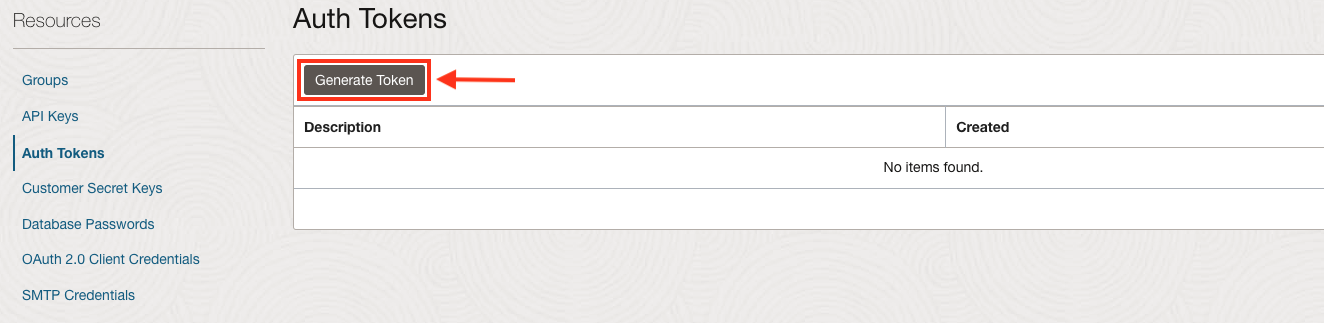 Resources
Groups
API Keys
Auth Tokens
Customer Secret Keys
Database Passwords
OAuth 2.0 Client Credentials
SMTP Credentials
Auth Tokens
Generate Token
Description Created
No items found.